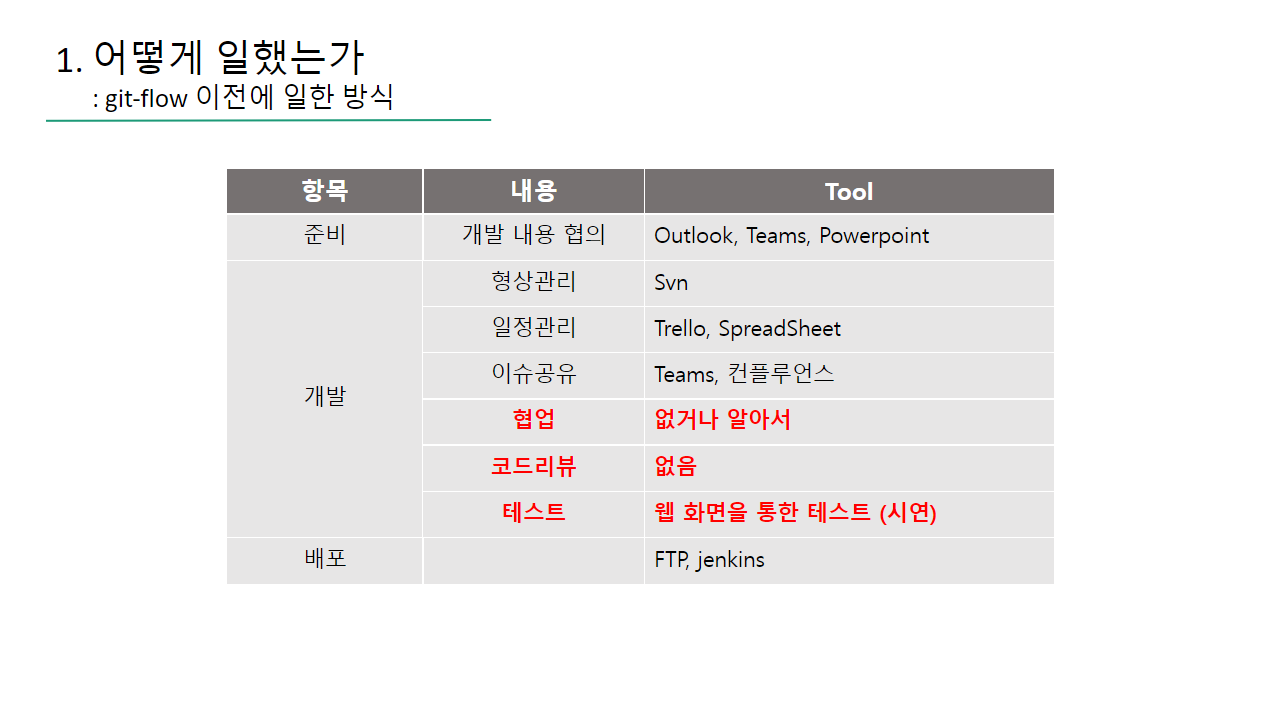 1. 어떻게 일했는가
: git-flow 이전에 일한 방식
항목 내용 Tool
준비 개발 내용 협의 Outlook, Teams, Powerpoint
개발 형상관리 Svn
일정관리 Trello, SpreadSheet
이슈공유 Teams, 컨플루언스
협업 없거나 알아서
코드리뷰 없음
테스트 웹 화면을 통한 테스트 (시연)
배포 FTP, jenkins